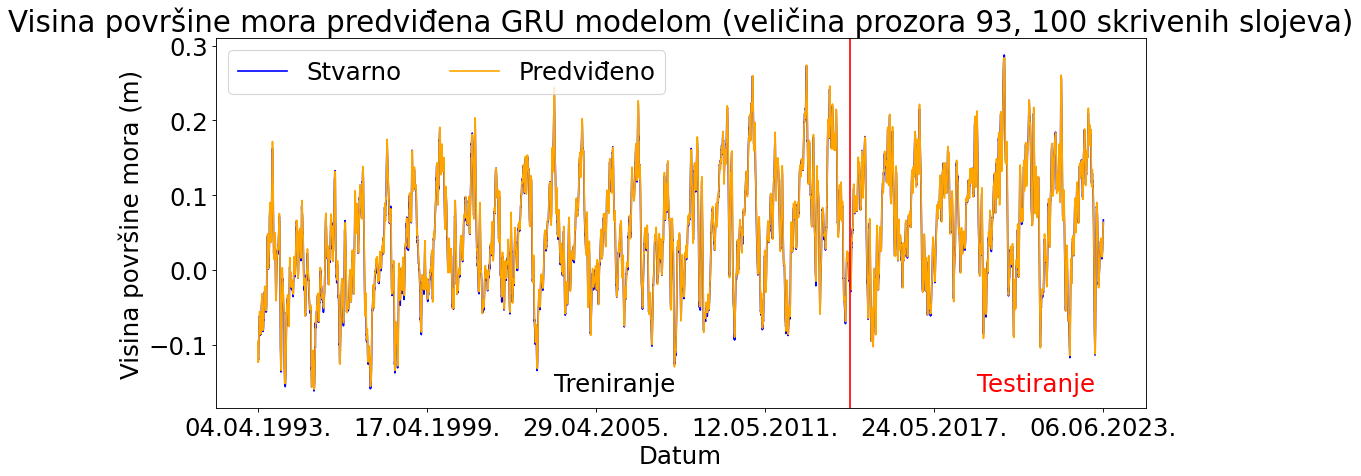 Visina površine mora predviđena GRU modelom (veličina prozora 93, 100 skrivenih slojeva)
Stvarno
Predviđeno
Visina površine mora (m)
0.3
0.2
0.1
0.0
−0.1
Treniranje
Testiranje
04.04.1993.
17.04.1999.
29.04.2005.
12.05.2011.
24.05.2017.
06.06.2023.
Datum